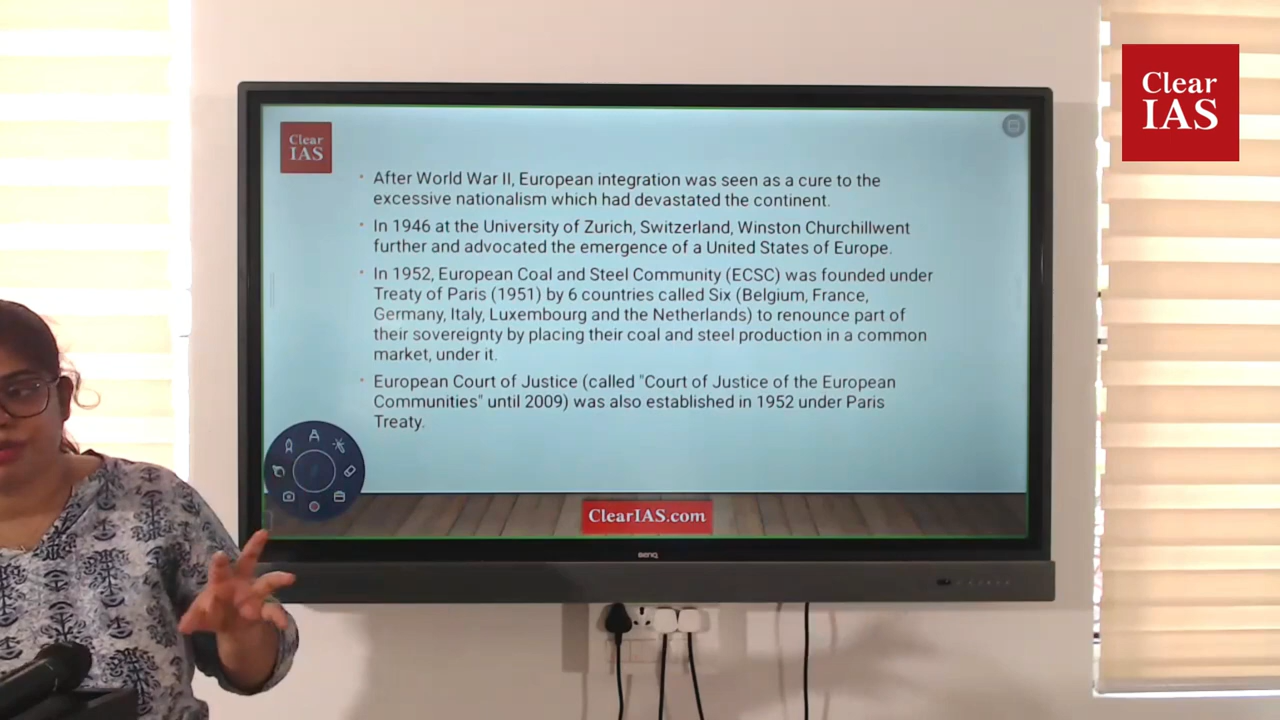 Clear
IAS
Clear
IAS
After World War II, European integration was seen as a cure to the
excessive nationalism which had devastated the continent.
In 1946 at the University of Zurich, Switzerland, Winston Churchillwent
further and advocated the emergence of a United States of Europe.
In 1952, European Coal and Steel Community (ECSC) was founded under
Treaty of Paris (1951) by 6 countries called Six (Belgium, France,
Germany, Italy, Luxembourg and the Netherlands) to renounce part of
their sovereignty by placing their coal and steel production in a common
market, under it.
European Court of Justice (called "Court of Justice of the European
Communities" until 2009) was also established in 1952 under Paris
Treaty.
ClearIAS.com
BenQ